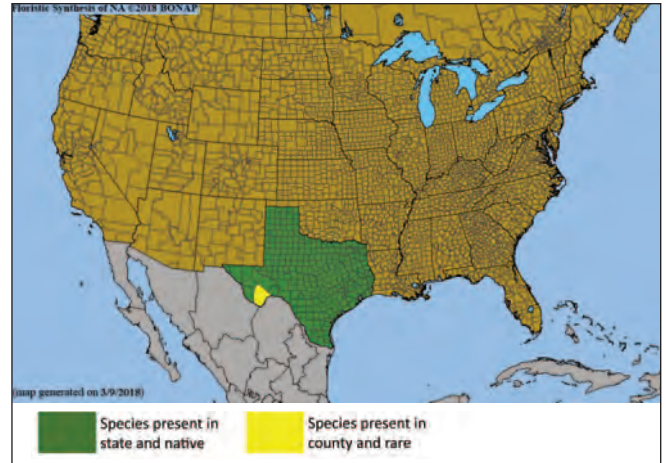 Floristic Synthesis of NA ©2018 BONAP
(map generated on 3/9/2018)
Species present in
state and native
Species present in
county and rare